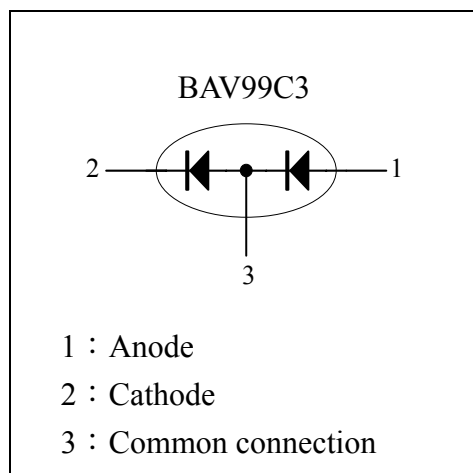 BAV99C3
2 1
3
1：Anode
2：Cathode
3：Common connection